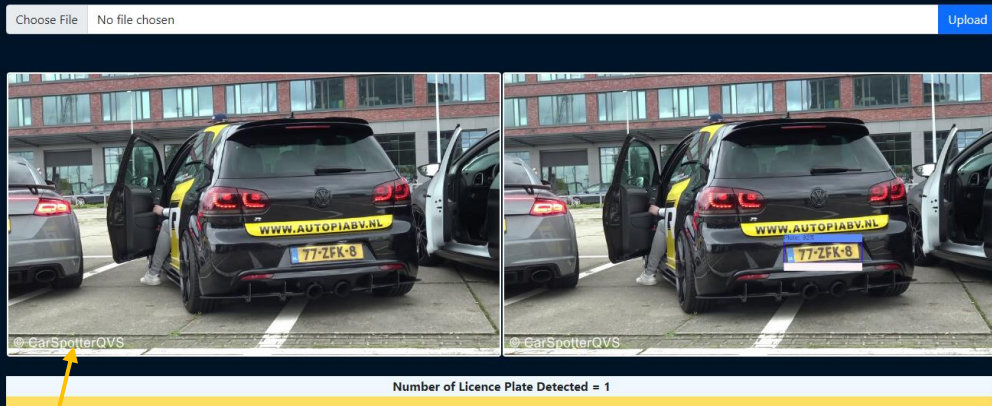 Choose File No file chosen Upload
WWW.AUTOPIABV.NL
77-ZFK-8
© CarSpotterQVS
WWW.AUTOPIABV.NL
77-ZFK-8
© CarSpotterQVS
Number of Licence Plate Detected = 1